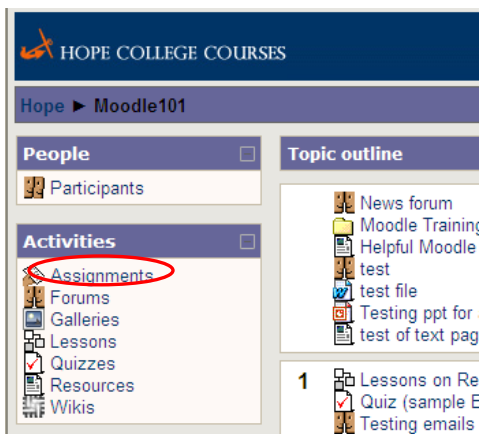 HOPE COLLEGE COURSES
Hope ► Moodle101
People
Participants
Activities
Assignments
Forums
Galleries
Lessons
Quizzes
Resources
Wikis
Topic outline
News forum
Moodle Training
Helpful Moodle
test
test file
Testing ppt for
test of text pag
1
Lessons on Re
Quiz (sample E
Testing emails